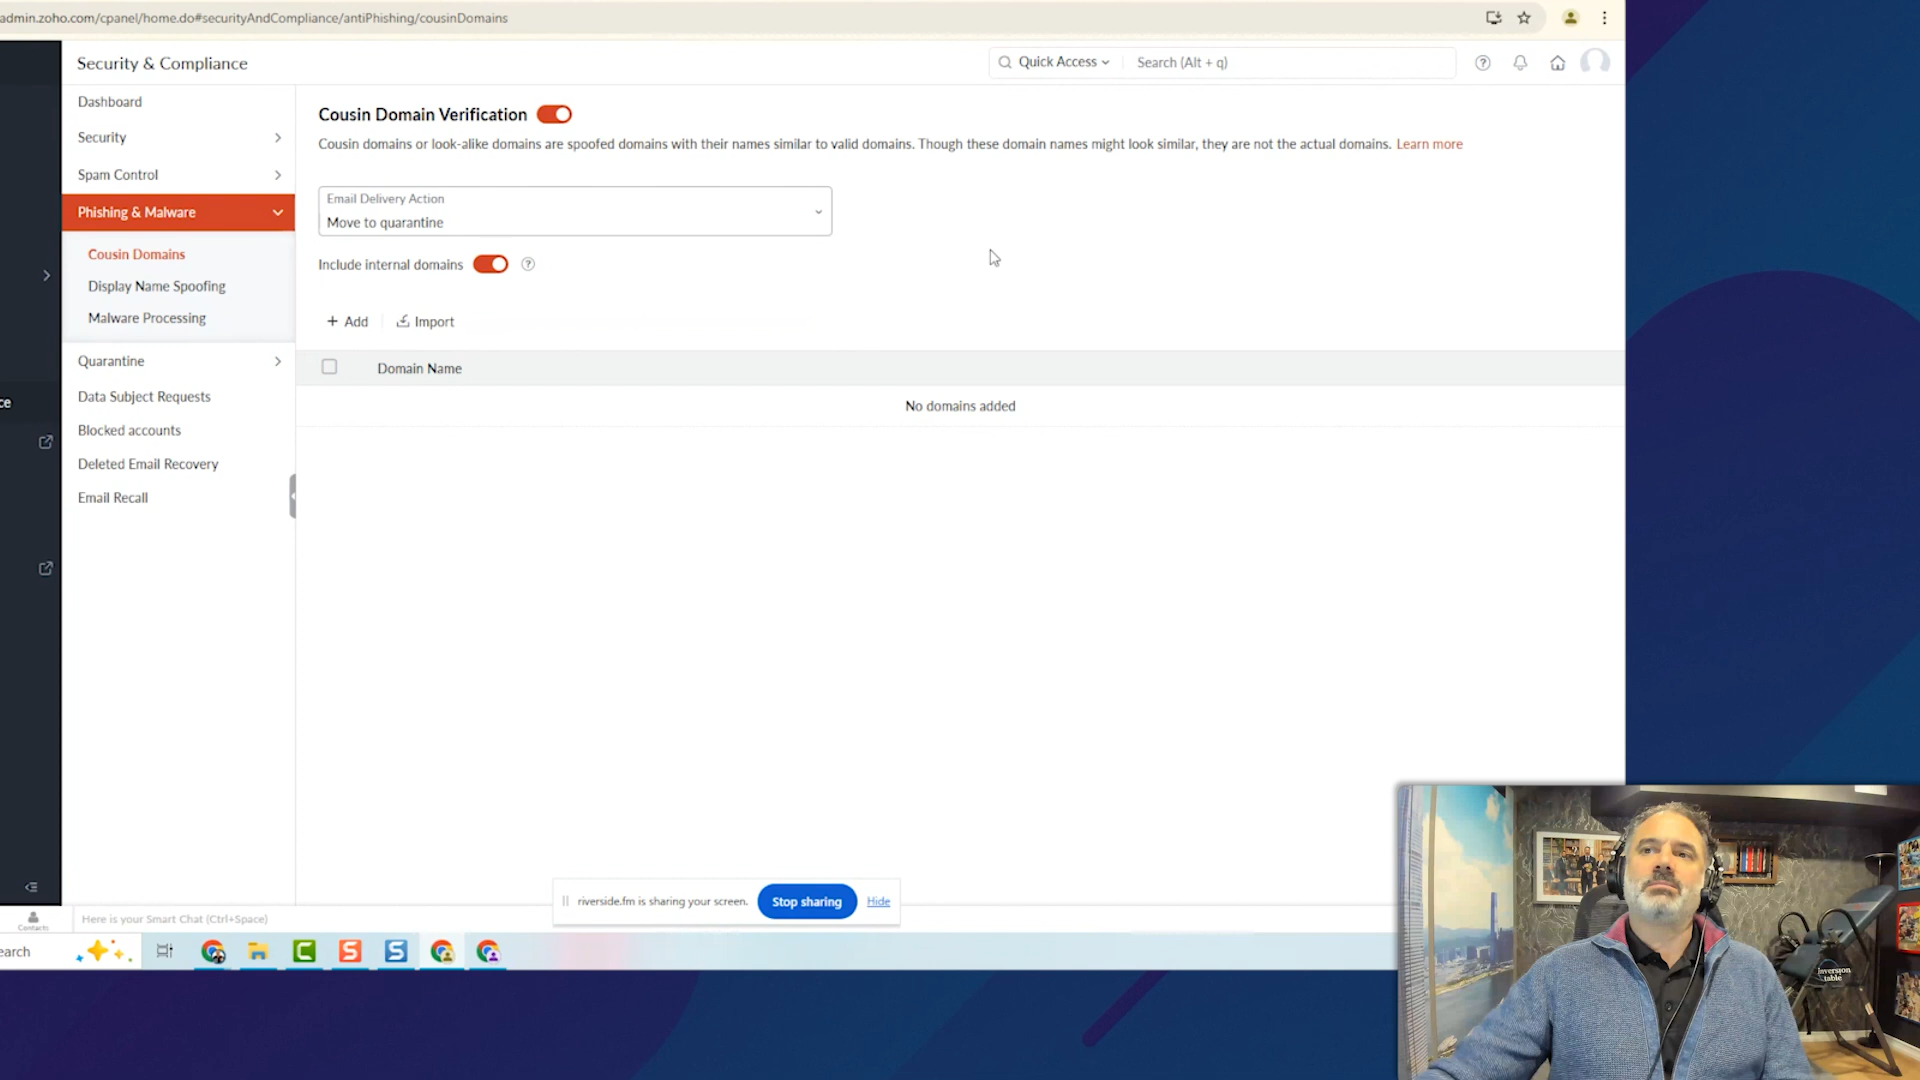 admin.zoho.com/cpanel/home.do#securityAndCompliance/antiPhishing/cousinDomains
Security & Compliance
Quick Access
Search (Alt + q)
Dashboard
Security
Spam Control
Phishing & Malware
Cousin Domains
Display Name Spoofing
Malware Processing
Quarantine
Data Subject Requests
Blocked accounts
Deleted Email Recovery
Email Recall
ce
Cousin Domain Verification
Cousin domains or look-alike domains are spoofed domains with their names similar to valid domains. Though these domain names might look similar, they are not the actual domains. Learn more
Email Delivery Action
Move to quarantine
Include internal domains
+ Add
Import
Domain Name
No domains added
riverside.fm is sharing your screen.
Stop sharing
Hide
Contacts
Here is your Smart Chat (Ctrl+Space)
earch
Inversion
table